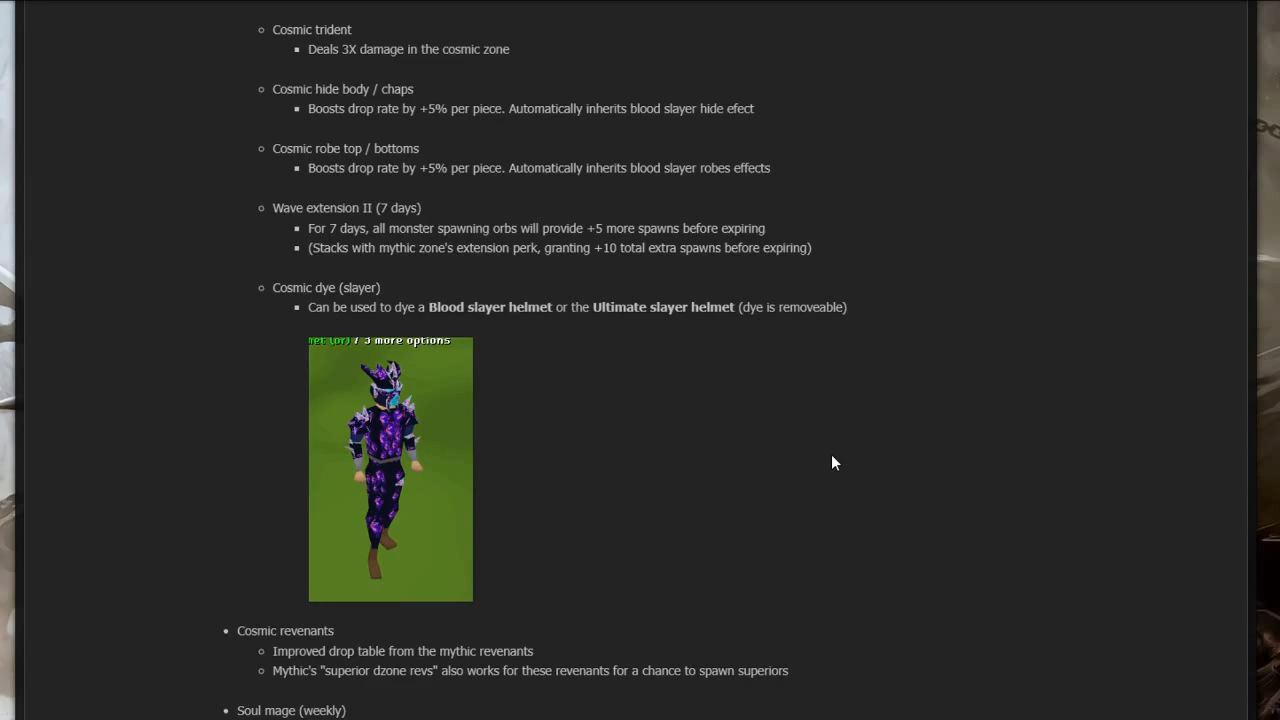 Cosmic trident
Deals 3X damage in the cosmic zone
Cosmic hide body / chaps
Boosts drop rate by +5% per piece. Automatically inherits blood slayer hide efect
Cosmic robe top / bottoms
Boosts drop rate by +5% per piece. Automatically inherits blood slayer robes effects
Wave extension II (7 days)
For 7 days, all monster spawning orbs will provide +5 more spawns before expiring
(Stacks with mythic zone's extension perk, granting +10 total extra spawns before expiring)
Cosmic dye (slayer)
Can be used to dye a Blood slayer helmet or the Ultimate slayer helmet (dye is removeable)
met (or) / 3 more options
Cosmic revenants
Improved drop table from the mythic revenants
Mythic's "superior dzone revs" also works for these revenants for a chance to spawn superiors
Soul mage (weekly)